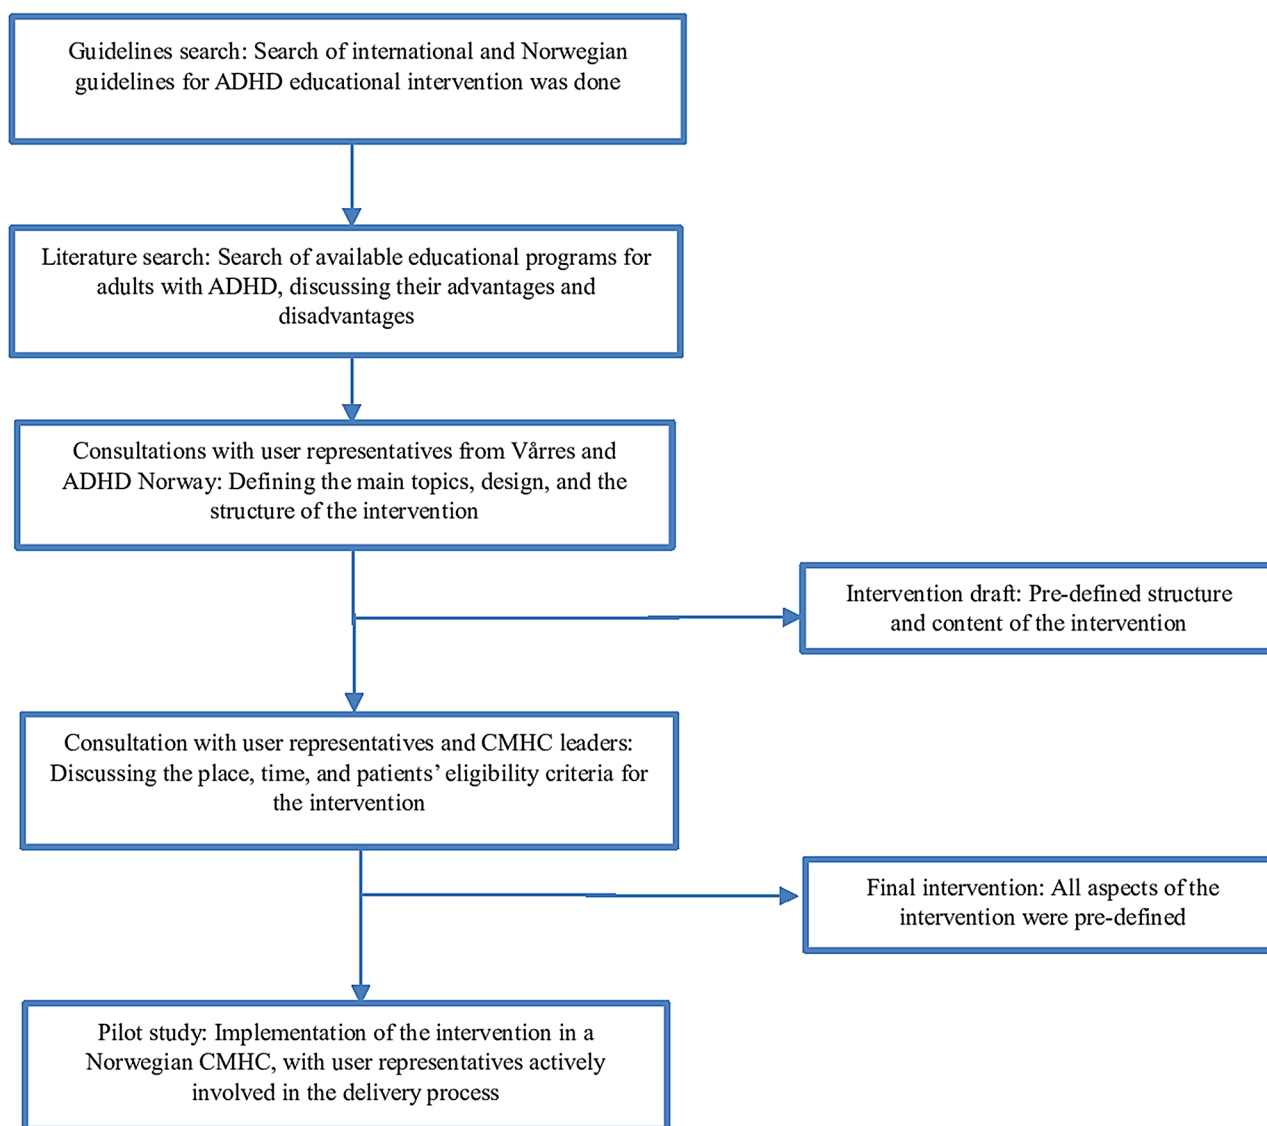 Guidelines search: Search of international and Norwegian
guidelines for ADHD educational intervention was done
Literature search: Search of available educational programs for
adults with ADHD, discussing their advantages and
disadvantages
Consultations with user representatives from Vårres and
ADHD Norway: Defining the main topics, design, and the
structure of the intervention
Intervention draft: Pre-defined structure
and content of the intervention
Consultation with user representatives and CMHC leaders:
Discussing the place, time, and patients’ eligibility criteria for
the intervention
Final intervention: All aspects of the
intervention were pre-defined
Pilot study: Implementation of the intervention in a
Norwegian CMHC, with user representatives actively
involved in the delivery process